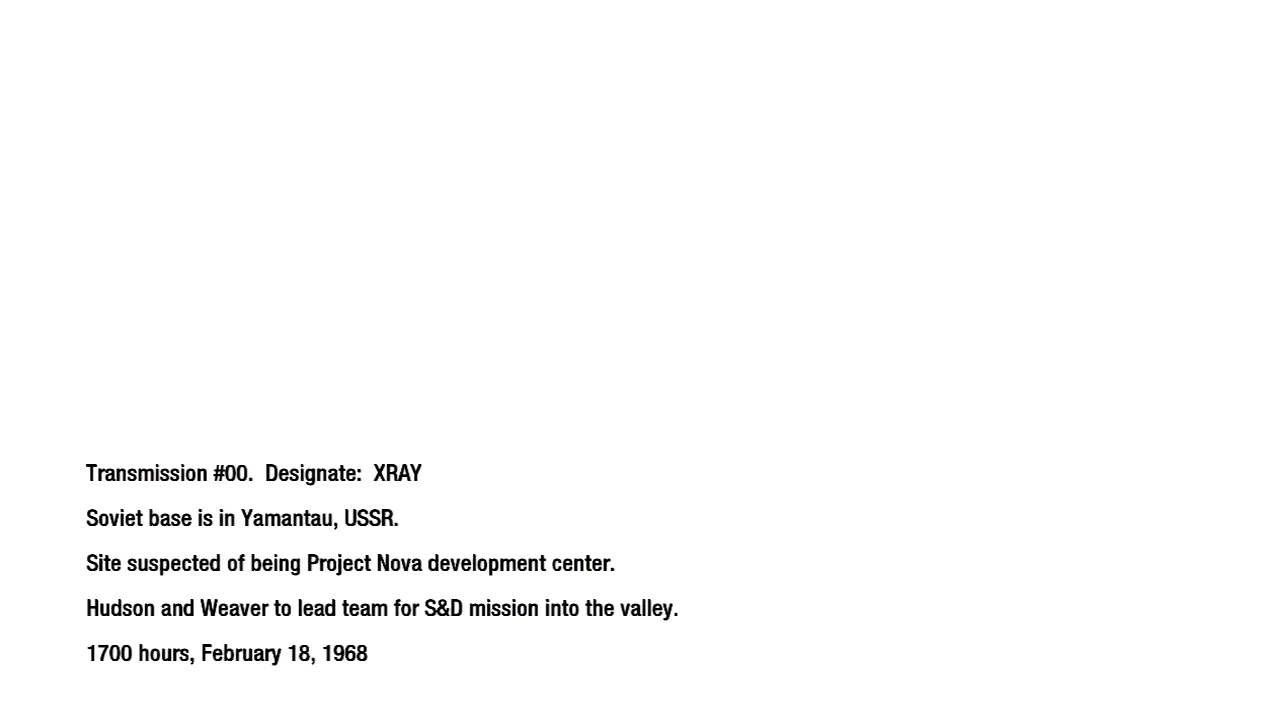 Transmission #00.  Designate:  XRAY
Soviet base is in Yamantau, USSR.
Site suspected of being Project Nova development center.
Hudson and Weaver to lead team for S&D mission into the valley.
1700 hours, February 18, 1968